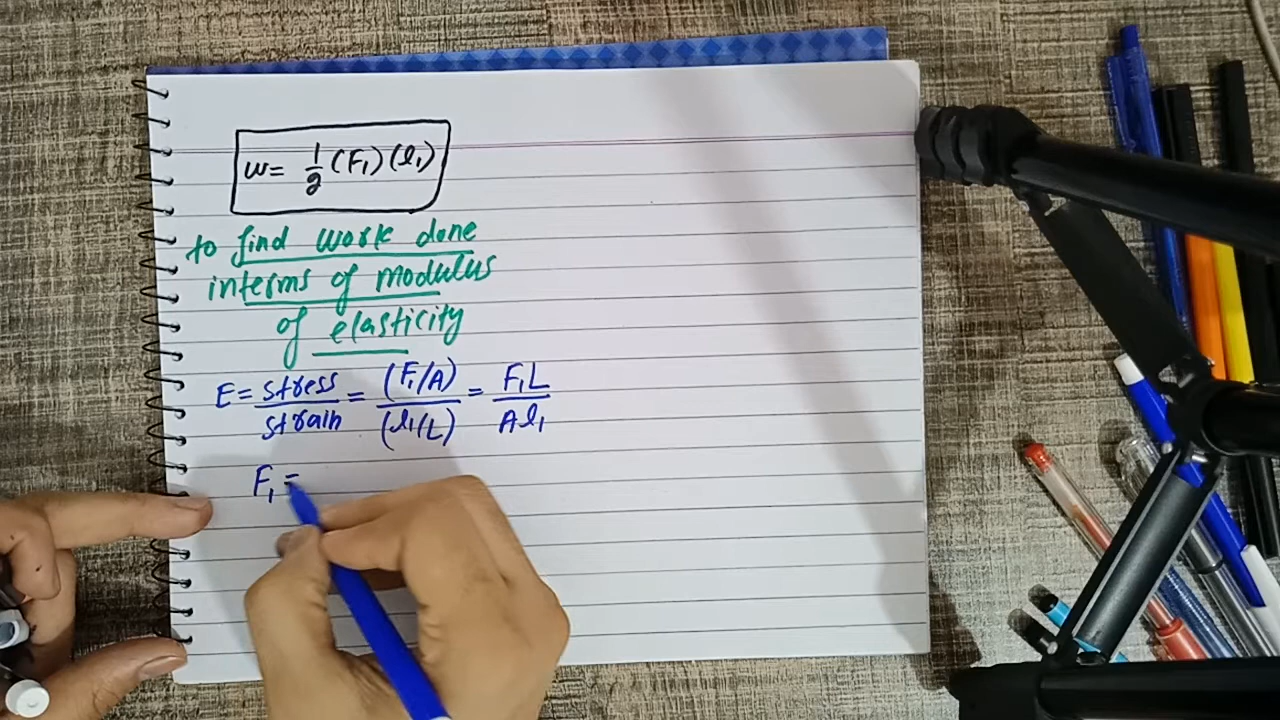 W = 1/2 (F₁)(l₁)
to find work done
interms of modulus
of elasticity
E = stress/strain = (F₁/A)/(l₁/L) = F₁L/Al₁
F₁ =